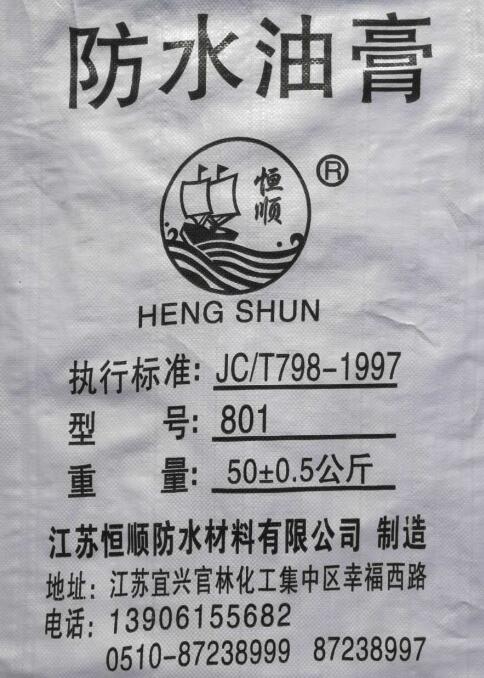 防水油膏
恒顺
®
HENG SHUN
执行标准: JC/T798-1997
型 号: 801
重 量: 50±0.5公斤
江苏恒顺防水材料有限公司 制造
地址: 江苏宜兴官林化工集中区幸福西路
电话: 13906155682
0510-87238999 87238997